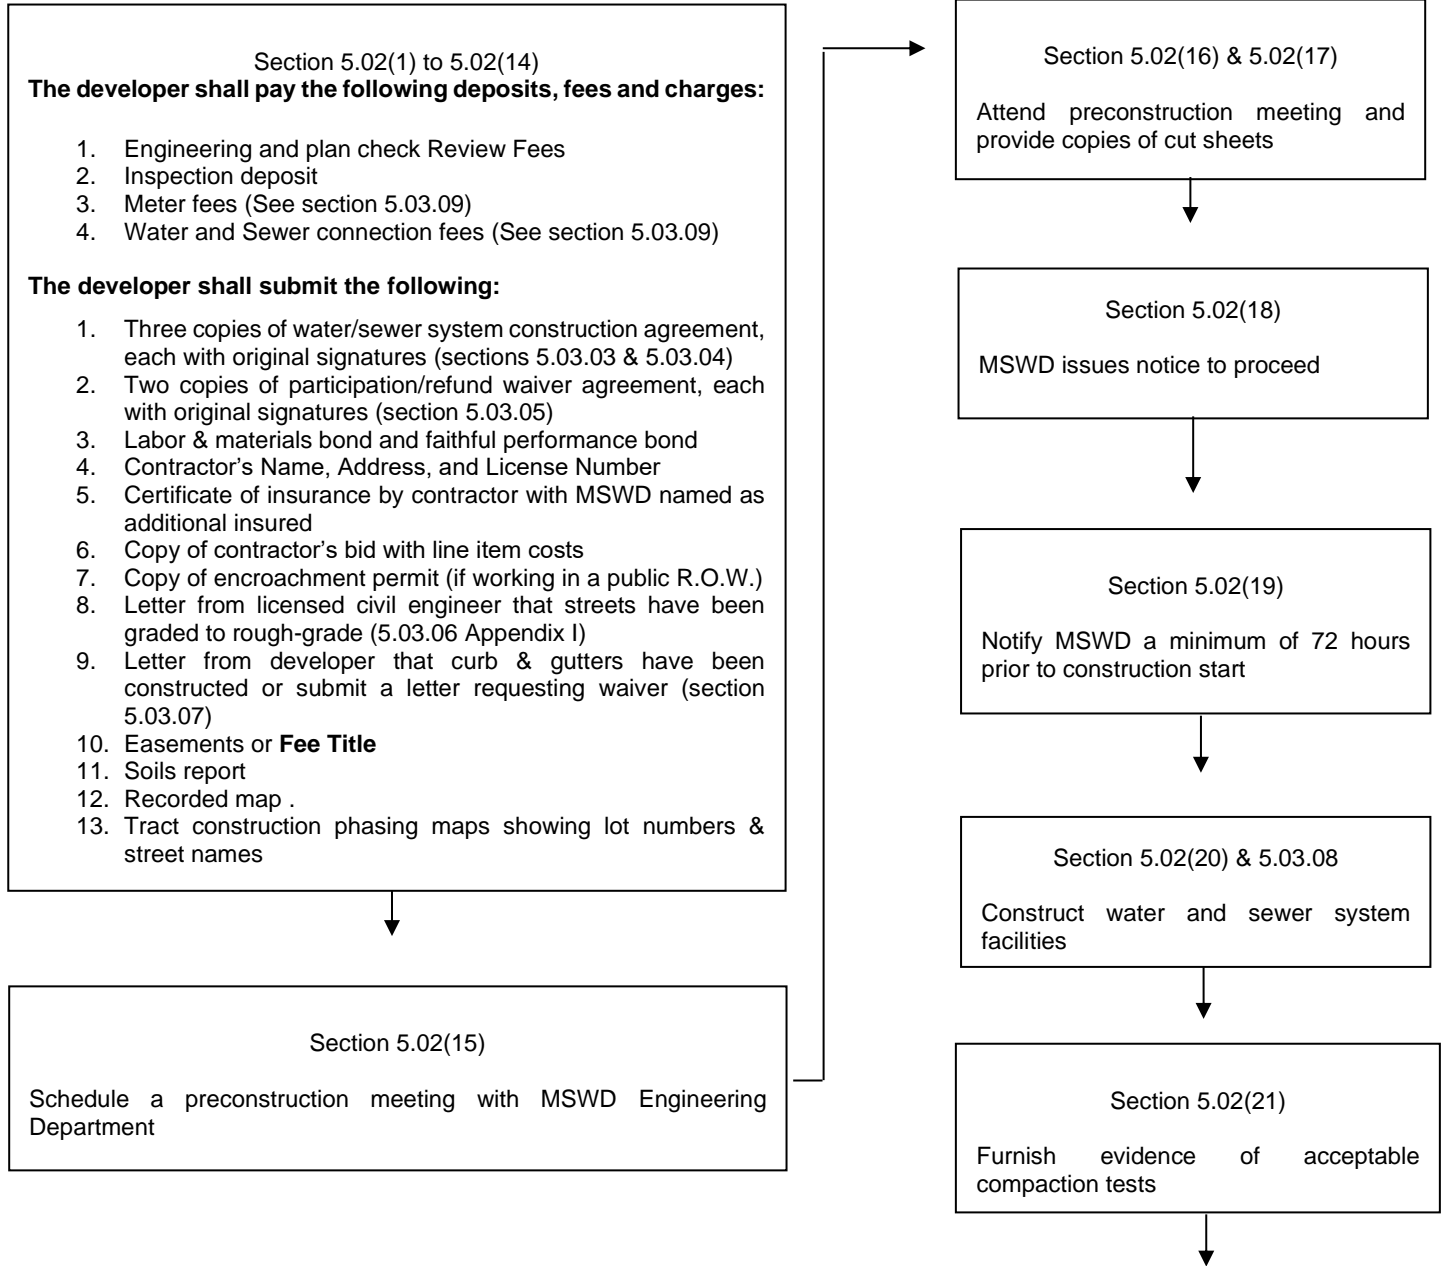 Section 5.02(1) to 5.02(14)
The developer shall pay the following deposits, fees and charges:
1. Engineering and plan check Review Fees
2. Inspection deposit
3. Meter fees (See section 5.03.09)
4. Water and Sewer connection fees (See section 5.03.09)
The developer shall submit the following:
1. Three copies of water/sewer system construction agreement,
each with original signatures (sections 5.03.03 & 5.03.04)
2. Two copies of participation/refund waiver agreement, each
with original signatures (section 5.03.05)
3. Labor & materials bond and faithful performance bond
4. Contractor's Name, Address, and License Number
5. Certificate of insurance by contractor with MSWD named as
additional insured
6. Copy of contractor's bid with line item costs
7. Copy of encroachment permit (if working in a public R.O.W.)
8. Letter from licensed civil engineer that streets have been
graded to rough-grade (5.03.06 Appendix I)
9. Letter from developer that curb & gutters have been
constructed or submit a letter requesting waiver (section
5.03.07)
10. Easements or Fee Title
11. Soils report
12. Recorded map .
13. Tract construction phasing maps showing lot numbers &
street names
Section 5.02(15)
Schedule a preconstruction meeting with MSWD Engineering
Department
Section 5.02(16) & 5.02(17)
Attend preconstruction meeting and
provide copies of cut sheets
Section 5.02(18)
MSWD issues notice to proceed
Section 5.02(19)
Notify MSWD a minimum of 72 hours
prior to construction start
Section 5.02(20) & 5.03.08
Construct water and sewer system
facilities
Section 5.02(21)
Furnish evidence of acceptable
compaction tests